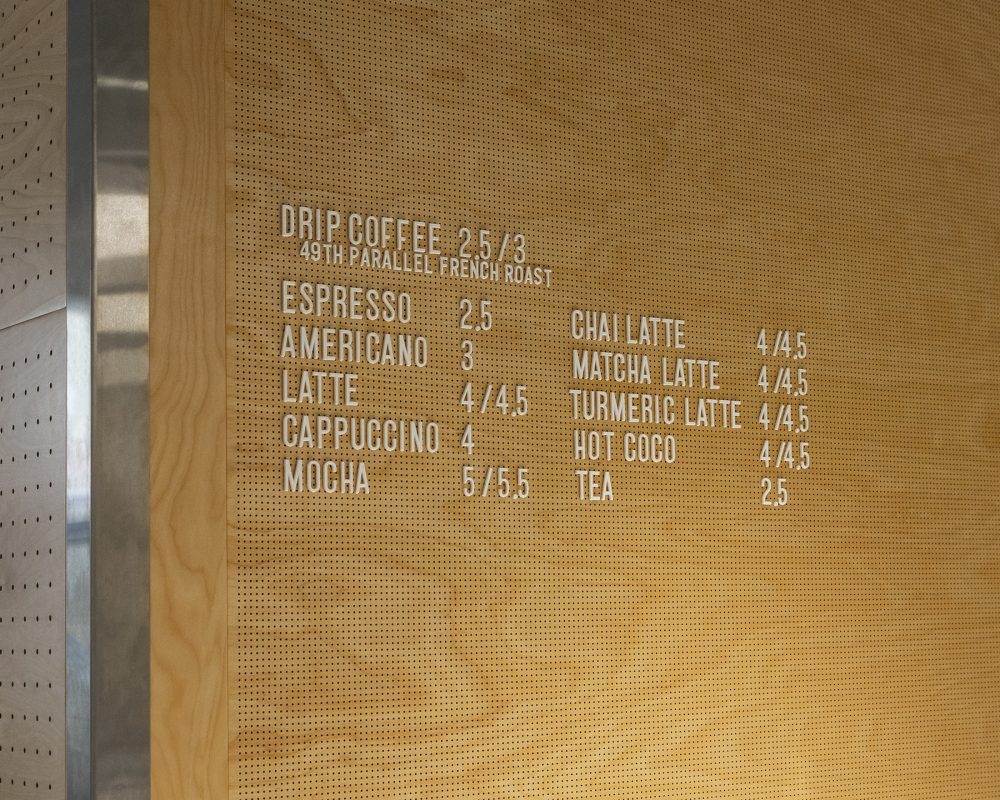 DRIP COFFEE 2.5/3
49TH PARALLEL FRENCH ROAST
ESPRESSO 2.5
AMERICANO 3
LATTE 4/4.5
CAPPUCCINO 4
MOCHA 5/5.5
CHAI LATTE 4/4.5
MATCHA LATTE 4/4.5
TURMERIC LATTE 4/4.5
HOT COCO 4/4.5
TEA 2.5